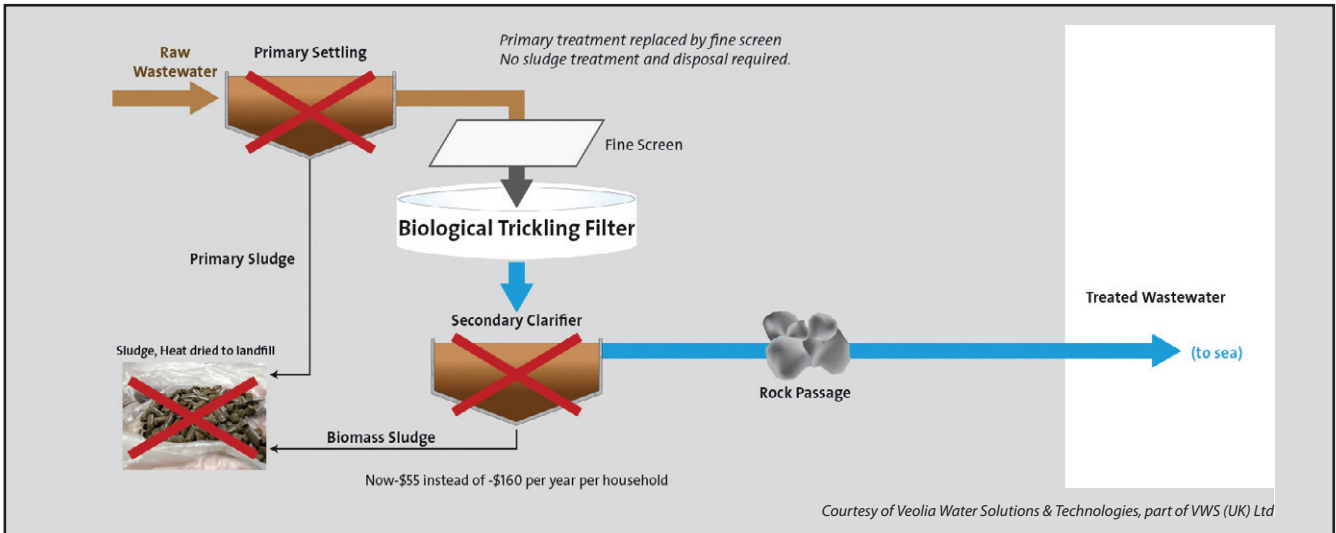 Raw
Wastewater
Primary Settling
Primary treatment replaced by fine screen
No sludge treatment and disposal required.
Fine Screen
Biological Trickling Filter
Primary Sludge
Secondary Clarifier
Treated Wastewater
(to sea)
Sludge, Heat dried to landfill
Rock Passage
Biomass Sludge
Now-$55 instead of -$160 per year per household
Courtesy of Veolia Water Solutions & Technologies, part of VWS (UK) Ltd